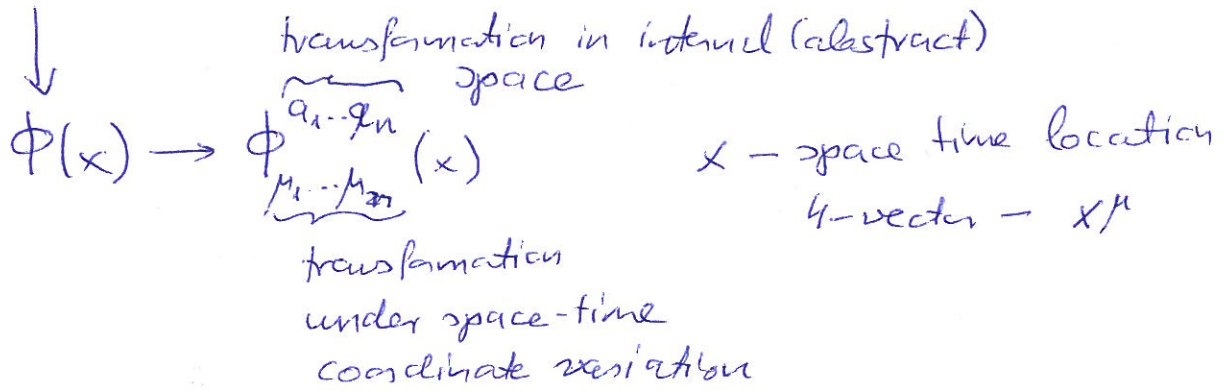 transformation in internal (abstract)
space
ϕ(x) → ϕ^{a₁...aₙ}_{μ₁...μₘ}(x)
x - space time location
4-vector - x^μ
transformation
under space-time
coordinate variation